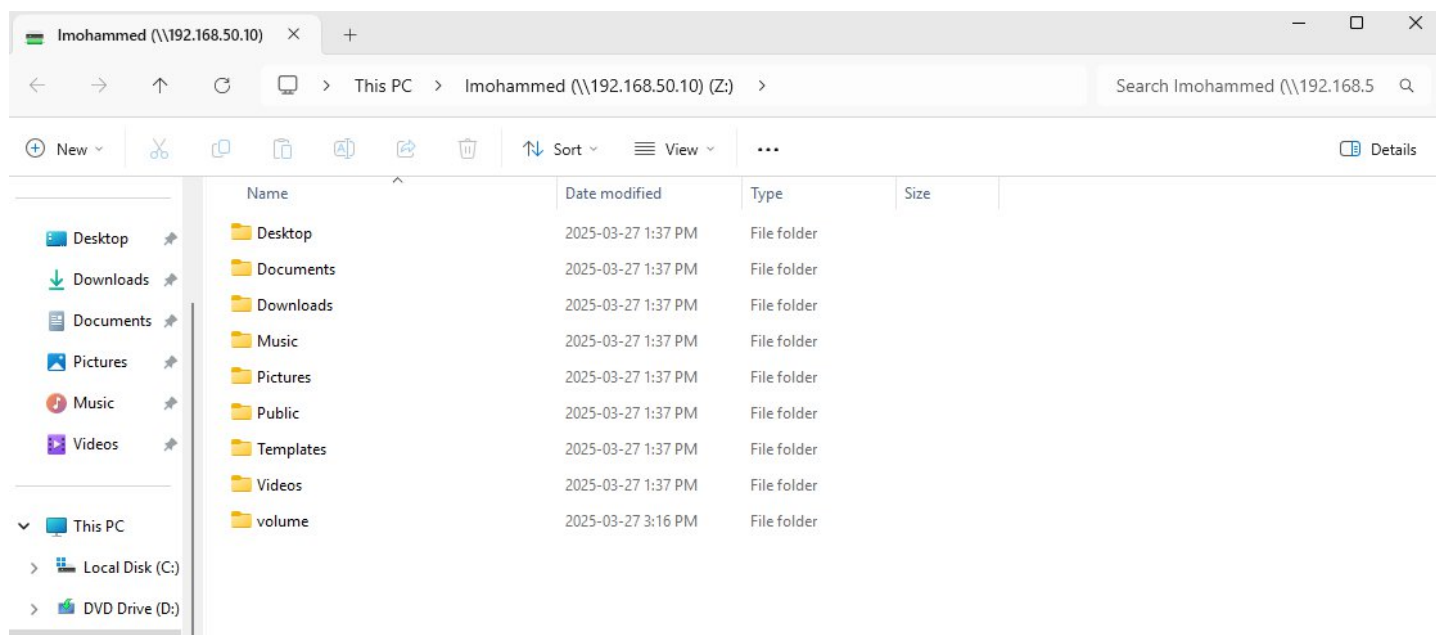 lmohammed (\\192.168.50.10)
This PC > lmohammed (\\192.168.50.10) (Z:) >
Search lmohammed (\\192.168.5
New
Sort
View
Details
Name Date modified Type Size
Desktop
Downloads
Documents
Pictures
Music
Videos
This PC
Local Disk (C:)
DVD Drive (D:)
Desktop 2025-03-27 1:37 PM File folder
Documents 2025-03-27 1:37 PM File folder
Downloads 2025-03-27 1:37 PM File folder
Music 2025-03-27 1:37 PM File folder
Pictures 2025-03-27 1:37 PM File folder
Public 2025-03-27 1:37 PM File folder
Templates 2025-03-27 1:37 PM File folder
Videos 2025-03-27 1:37 PM File folder
volume 2025-03-27 3:16 PM File folder